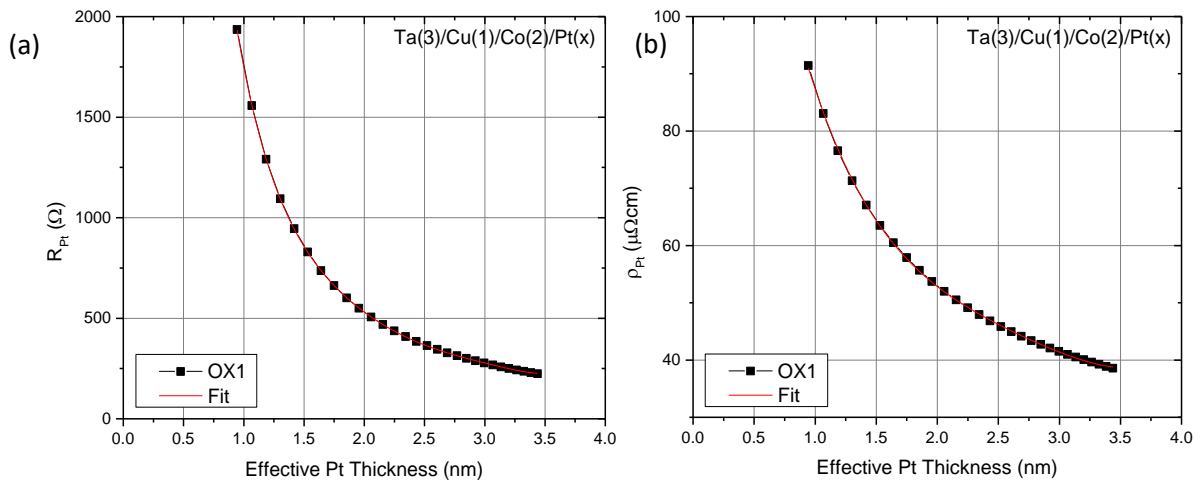 (a)
Ta(3)/Cu(1)/Co(2)/Pt(x)
2000
1500
1000
500
0
R_Pt (Ω)
OX1
Fit
0.0 0.5 1.0 1.5 2.0 2.5 3.0 3.5 4.0
Effective Pt Thickness (nm)
(b)
Ta(3)/Cu(1)/Co(2)/Pt(x)
100
80
60
40
ρ_Pt (μΩcm)
OX1
Fit
0.0 0.5 1.0 1.5 2.0 2.5 3.0 3.5 4.0
Effective Pt Thickness (nm)